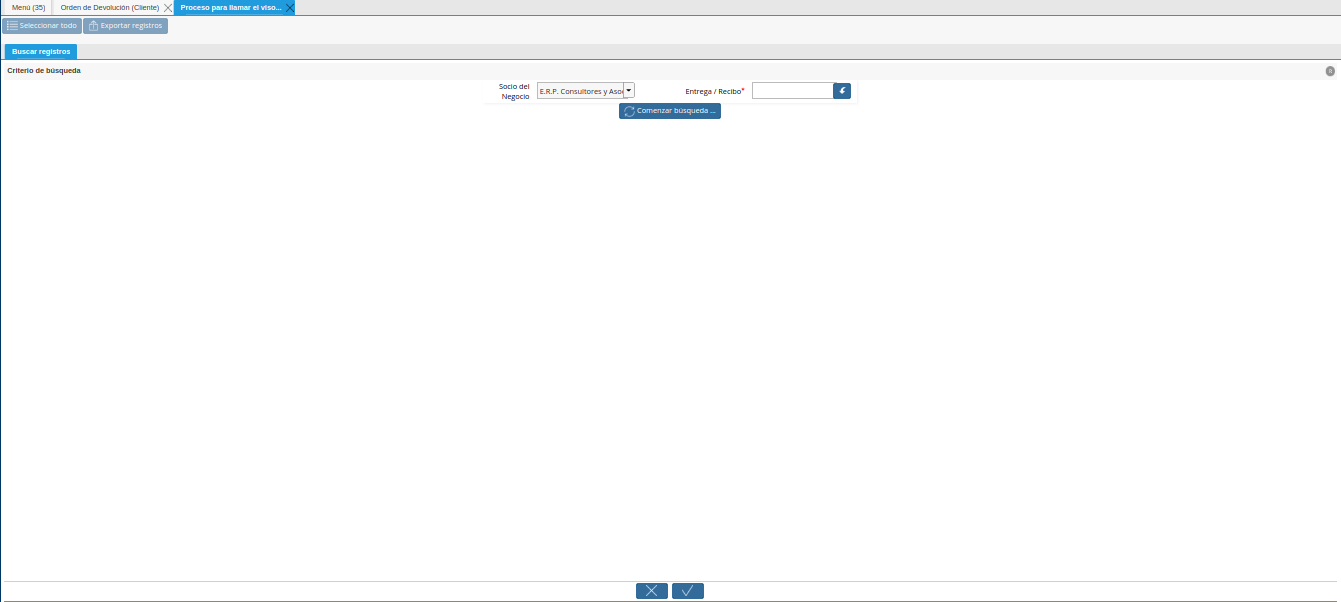 Menú (35) Orden de Devolución (Cliente) Proceso para llamar el viso...
Seleccionar todo Exportar registros
Buscar registros
Criterio de búsqueda
Socio del
Negocio E.R.P. Consultores y Aso Entrega / Recibo*
Comenzar búsqueda ...